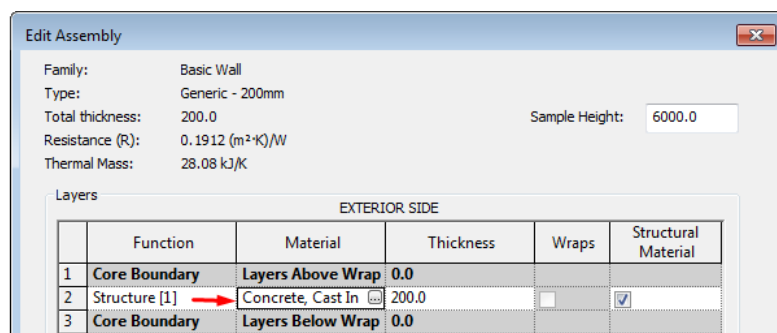 Edit Assembly
Family: Basic Wall
Type: Generic - 200mm
Total thickness: 200.0 Sample Height: 6000.0
Resistance (R): 0.1912 (m²·K)/W
Thermal Mass: 28.08 kJ/K
Layers
EXTERIOR SIDE
Function Material Thickness Wraps Structural Material
1 Core Boundary Layers Above Wrap 0.0
2 Structure [1] Concrete, Cast In ... 200.0
3 Core Boundary Layers Below Wrap 0.0